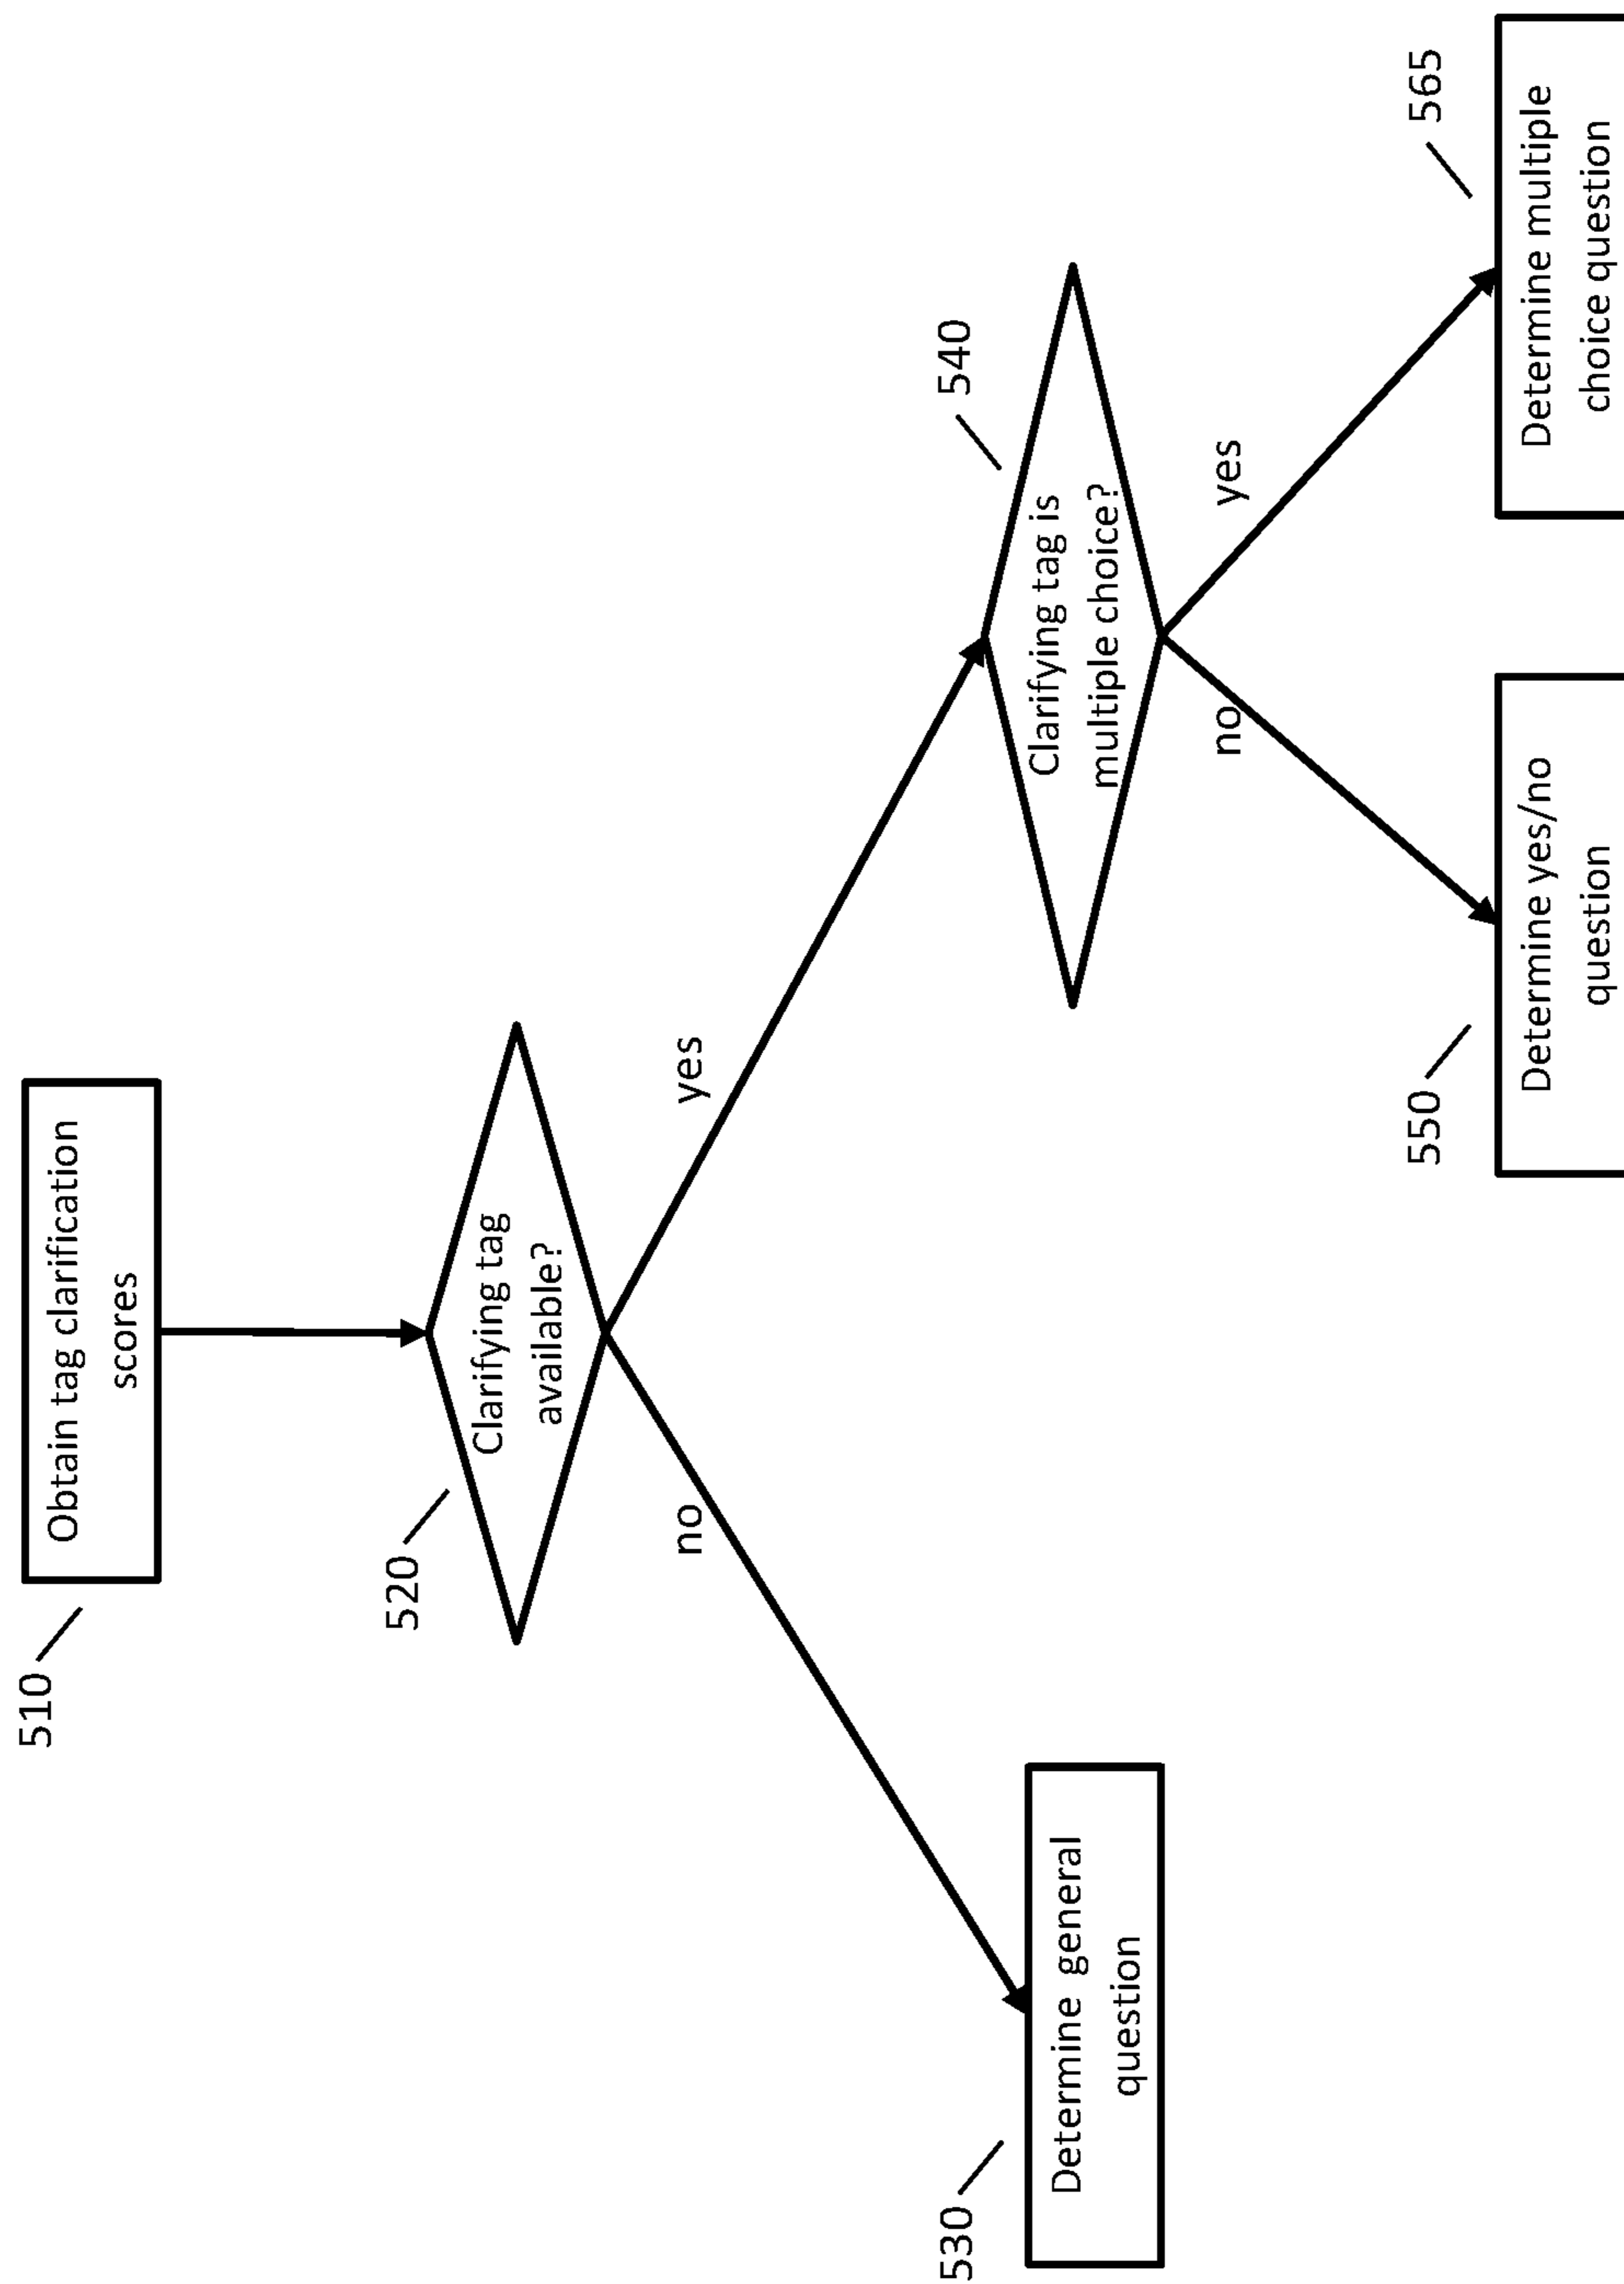 510
Obtain tag clarification
scores
520
Clarifying tag
available?
no
yes
530
Determine general
question
540
Clarifying tag is
multiple choice?
no
yes
550
Determine yes/no
question
565
Determine multiple
choice question